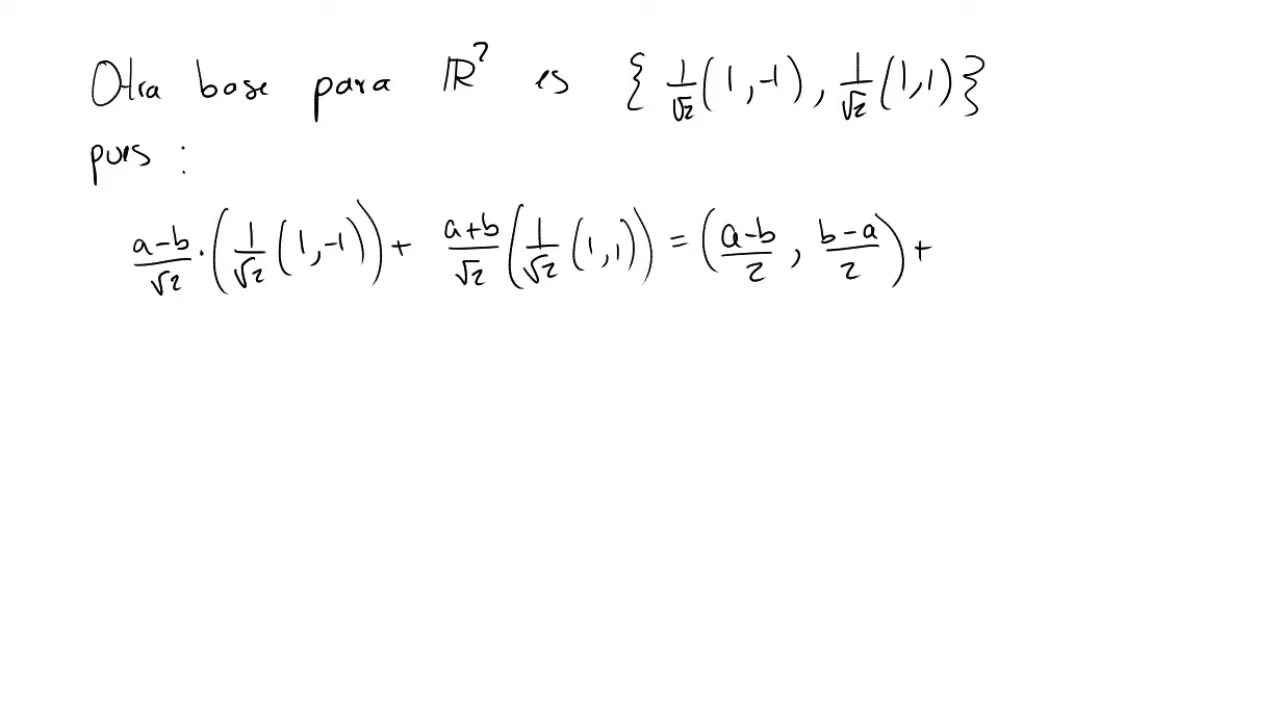 Otra base para ℝ² es { 1/√2 (1,-1) , 1/√2 (1,1) }
pues :
a-b/√2 · ( 1/√2 (1,-1) ) + a+b/√2 ( 1/√2 (1,1) ) = ( a-b/2 , b-a/2 ) +